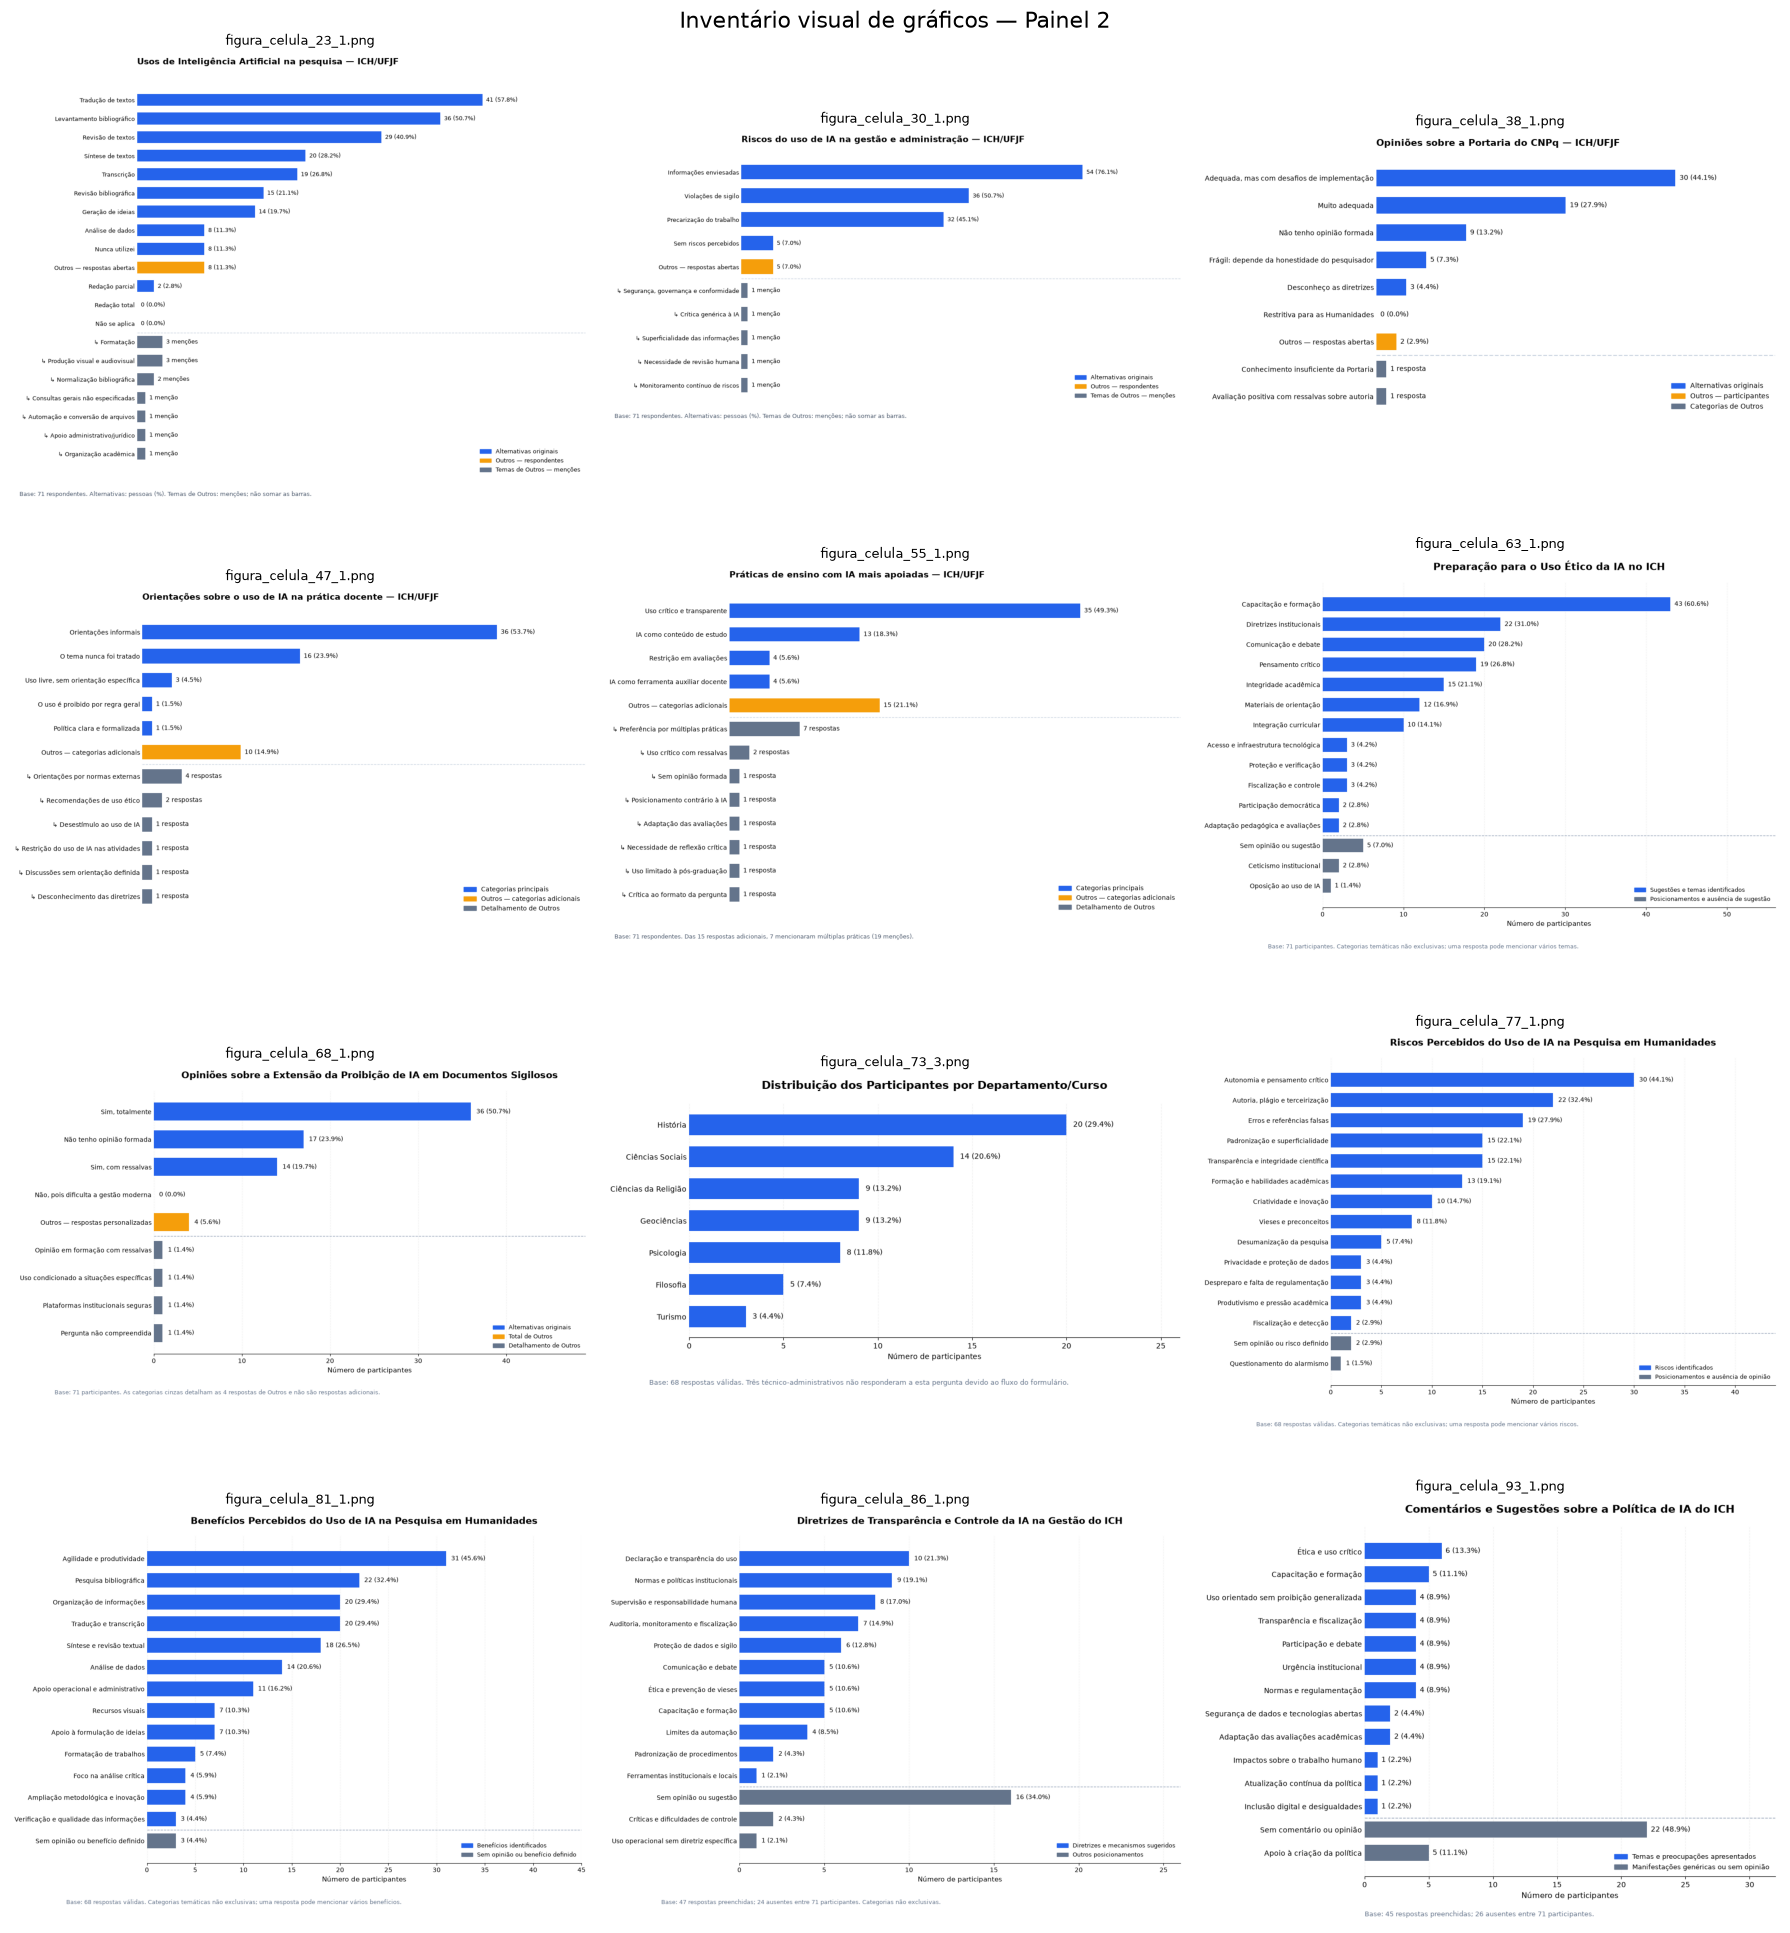 Inventário visual de gráficos — Painel 2
figura_celula_23_1.png
Usos de Inteligência Artificial na pesquisa — ICH/UFJF
Tradução de textos 41 (57.8%)
Levantamento bibliográfico 36 (50.7%)
Revisão de textos 29 (40.9%)
Síntese de textos 20 (28.2%)
Transcrição 19 (26.8%)
Revisão bibliográfica 15 (21.1%)
Geração de ideias 14 (19.7%)
Análise de dados 8 (11.3%)
Nunca utilizei 8 (11.3%)
Outros — respostas abertas 8 (11.3%)
Redação parcial 2 (2.8%)
Redação total 0 (0.0%)
Não se aplica 0 (0.0%)
↳ Formatação 3 menções
↳ Produção visual e audiovisual 3 menções
↳ Normalização bibliográfica 2 menções
↳ Consultas gerais não especificadas 1 menção
↳ Automação e conversão de arquivos 1 menção
↳ Apoio administrativo/jurídico 1 menção
↳ Organização acadêmica 1 menção
Alternativas originais
Outros — respondentes
Temas de Outros — menções
Base: 71 respondentes. Alternativas: pessoas (%). Temas de Outros: menções; não somar as barras.
figura_celula_30_1.png
Riscos do uso de IA na gestão e administração — ICH/UFJF
Informações enviesadas 54 (76.1%)
Violações de sigilo 36 (50.7%)
Precarização do trabalho 32 (45.1%)
Sem riscos percebidos 5 (7.0%)
Outros — respostas abertas 5 (7.0%)
↳ Segurança, governança e conformidade 1 menção
↳ Crítica genérica à IA 1 menção
↳ Superficialidade das informações 1 menção
↳ Necessidade de revisão humana 1 menção
↳ Monitoramento contínuo de riscos 1 menção
Alternativas originais
Outros — respondentes
Temas de Outros — menções
Base: 71 respondentes. Alternativas: pessoas (%). Temas de Outros: menções; não somar as barras.
figura_celula_38_1.png
Opiniões sobre a Portaria do CNPq — ICH/UFJF
Adequada, mas com desafios de implementação 30 (44.1%)
Muito adequada 19 (27.9%)
Não tenho opinião formada 9 (13.2%)
Frágil: depende da honestidade do pesquisador 5 (7.3%)
Desconheço as diretrizes 3 (4.4%)
Restritiva para as Humanidades 0 (0.0%)
Outros — respostas abertas 2 (2.9%)
Conhecimento insuficiente da Portaria 1 resposta
Avaliação positiva com ressalvas sobre autoria 1 resposta
Alternativas originais
Outros — participantes
Categorias de Outros
figura_celula_47_1.png
Orientações sobre o uso de IA na prática docente — ICH/UFJF
Orientações informais 36 (53.7%)
O tema nunca foi tratado 16 (23.9%)
Uso livre, sem orientação específica 3 (4.5%)
O uso é proibido por regra geral 1 (1.5%)
Política clara e formalizada 1 (1.5%)
Outros — categorias adicionais 10 (14.9%)
↳ Orientações por normas externas 4 respostas
↳ Recomendações de uso ético 2 respostas
↳ Desestímulo ao uso de IA 1 resposta
↳ Restrição do uso de IA nas atividades 1 resposta
↳ Discussões sem orientação definida 1 resposta
↳ Desconhecimento das diretrizes 1 resposta
Categorias principais
Outros — categorias adicionais
Detalhamento de Outros
figura_celula_55_1.png
Práticas de ensino com IA mais apoiadas — ICH/UFJF
Uso crítico e transparente 35 (49.3%)
IA como conteúdo de estudo 13 (18.3%)
Restrição em avaliações 4 (5.6%)
IA como ferramenta auxiliar docente 4 (5.6%)
Outros — categorias adicionais 15 (21.1%)
↳ Preferência por múltiplas práticas 7 respostas
↳ Uso crítico com ressalvas 2 respostas
↳ Sem opinião formada 1 resposta
↳ Posicionamento contrário à IA 1 resposta
↳ Adaptação das avaliações 1 resposta
↳ Necessidade de reflexão crítica 1 resposta
↳ Uso limitado à pós-graduação 1 resposta
↳ Crítica ao formato da pergunta 1 resposta
Categorias principais
Outros — categorias adicionais
Detalhamento de Outros
Base: 71 respondentes. Das 15 respostas adicionais, 7 mencionaram múltiplas práticas (19 menções).
figura_celula_63_1.png
Preparação para o Uso Ético da IA no ICH
Capacitação e formação 43 (60.6%)
Diretrizes institucionais 22 (31.0%)
Comunicação e debate 20 (28.2%)
Pensamento crítico 19 (26.8%)
Integridade acadêmica 15 (21.1%)
Materiais de orientação 12 (16.9%)
Integração curricular 10 (14.1%)
Acesso e infraestrutura tecnológica 3 (4.2%)
Proteção e verificação 3 (4.2%)
Fiscalização e controle 3 (4.2%)
Participação democrática 2 (2.8%)
Adaptação pedagógica e avaliações 2 (2.8%)
Sem opinião ou sugestão 5 (7.0%)
Ceticismo institucional 2 (2.8%)
Oposição ao uso de IA 1 (1.4%)
Sugestões e temas identificados
Posicionamentos e ausência de sugestão
0 10 20 30 40 50
Número de participantes
Base: 71 participantes. Categorias temáticas não exclusivas; uma resposta pode mencionar vários temas.
figura_celula_68_1.png
Opiniões sobre a Extensão da Proibição de IA em Documentos Sigilosos
Sim, totalmente 36 (50.7%)
Não tenho opinião formada 17 (23.9%)
Sim, com ressalvas 14 (19.7%)
Não, pois dificulta a gestão moderna 0 (0.0%)
Outros — respostas personalizadas 4 (5.6%)
Opinião em formação com ressalvas 1 (1.4%)
Uso condicionado a situações específicas 1 (1.4%)
Plataformas institucionais seguras 1 (1.4%)
Pergunta não compreendida 1 (1.4%)
Alternativas originais
Total de Outros
Detalhamento de Outros
0 10 20 30 40
Número de participantes
Base: 71 participantes. As categorias cinzas detalham as 4 respostas de Outros e não são respostas adicionais.
figura_celula_73_3.png
Distribuição dos Participantes por Departamento/Curso
História 20 (29.4%)
Ciências Sociais 14 (20.6%)
Ciências da Religião 9 (13.2%)
Geociências 9 (13.2%)
Psicologia 8 (11.8%)
Filosofia 5 (7.4%)
Turismo 3 (4.4%)
0 5 10 15 20 25
Número de participantes
Base: 68 respostas válidas. Três técnico-administrativos não responderam a esta pergunta devido ao fluxo do formulário.
figura_celula_77_1.png
Riscos Percebidos do Uso de IA na Pesquisa em Humanidades
Autonomia e pensamento crítico 30 (44.1%)
Autoria, plágio e terceirização 22 (32.4%)
Erros e referências falsas 19 (27.9%)
Padronização e superficialidade 15 (22.1%)
Transparência e integridade científica 15 (22.1%)
Formação e habilidades acadêmicas 13 (19.1%)
Criatividade e inovação 10 (14.7%)
Vieses e preconceitos 8 (11.8%)
Desumanização da pesquisa 5 (7.4%)
Privacidade e proteção de dados 3 (4.4%)
Despreparo e falta de regulamentação 3 (4.4%)
Produtivismo e pressão acadêmica 3 (4.4%)
Fiscalização e detecção 2 (2.9%)
Sem opinião ou risco definido 2 (2.9%)
Questionamento do alarmismo 1 (1.5%)
Riscos identificados
Posicionamentos e ausência de opinião
0 5 10 15 20 25 30 35 40
Número de participantes
Base: 68 respostas válidas. Categorias temáticas não exclusivas; uma resposta pode mencionar vários riscos.
figura_celula_81_1.png
Benefícios Percebidos do Uso de IA na Pesquisa em Humanidades
Agilidade e produtividade 31 (45.6%)
Pesquisa bibliográfica 22 (32.4%)
Organização de informações 20 (29.4%)
Tradução e transcrição 20 (29.4%)
Síntese e revisão textual 18 (26.5%)
Análise de dados 14 (20.6%)
Apoio operacional e administrativo 11 (16.2%)
Recursos visuais 7 (10.3%)
Apoio à formulação de ideias 7 (10.3%)
Formatação de trabalhos 5 (7.4%)
Foco na análise crítica 4 (5.9%)
Ampliação metodológica e inovação 4 (5.9%)
Verificação e qualidade das informações 3 (4.4%)
Sem opinião ou benefício definido 3 (4.4%)
Benefícios identificados
Sem opinião ou benefício definido
0 5 10 15 20 25 30 35 40 45
Número de participantes
Base: 68 respostas válidas. Categorias temáticas não exclusivas; uma resposta pode mencionar vários benefícios.
figura_celula_86_1.png
Diretrizes de Transparência e Controle da IA na Gestão do ICH
Declaração e transparência do uso 10 (21.3%)
Normas e políticas institucionais 9 (19.1%)
Supervisão e responsabilidade humana 8 (17.0%)
Auditoria, monitoramento e fiscalização 7 (14.9%)
Proteção de dados e sigilo 6 (12.8%)
Comunicação e debate 5 (10.6%)
Ética e prevenção de vieses 5 (10.6%)
Capacitação e formação 5 (10.6%)
Limites da automação 4 (8.5%)
Padronização de procedimentos 2 (4.3%)
Ferramentas institucionais e locais 1 (2.1%)
Sem opinião ou sugestão 16 (34.0%)
Críticas e dificuldades de controle 2 (4.3%)
Uso operacional sem diretriz específica 1 (2.1%)
Diretrizes e mecanismos sugeridos
Outros posicionamentos
0 5 10 15 20 25
Número de participantes
Base: 47 respostas preenchidas; 24 ausentes entre 71 participantes. Categorias não exclusivas.
figura_celula_93_1.png
Comentários e Sugestões sobre a Política de IA do ICH
Ética e uso crítico 6 (13.3%)
Capacitação e formação 5 (11.1%)
Uso orientado sem proibição generalizada 4 (8.9%)
Transparência e fiscalização 4 (8.9%)
Participação e debate 4 (8.9%)
Urgência institucional 4 (8.9%)
Normas e regulamentação 4 (8.9%)
Segurança de dados e tecnologias abertas 2 (4.4%)
Adaptação das avaliações acadêmicas 2 (4.4%)
Impactos sobre o trabalho humano 1 (2.2%)
Atualização contínua da política 1 (2.2%)
Inclusão digital e desigualdades 1 (2.2%)
Sem comentário ou opinião 22 (48.9%)
Apoio à criação da política 5 (11.1%)
Temas e preocupações apresentados
Manifestações genéricas ou sem opinião
0 5 10 15 20 25 30
Número de participantes
Base: 45 respostas preenchidas; 26 ausentes entre 71 participantes.